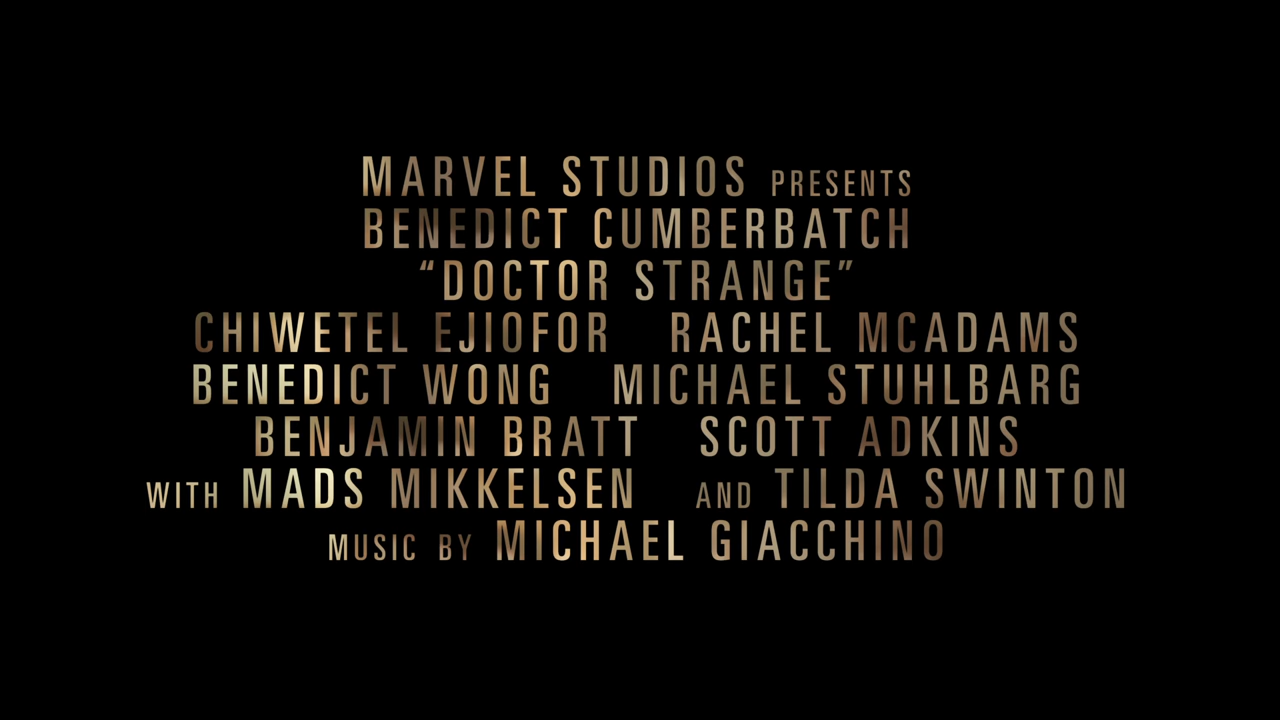 MARVEL STUDIOS PRESENTS
BENEDICT CUMBERBATCH
“DOCTOR STRANGE”
CHIWETEL EJIOFOR RACHEL MCADAMS
BENEDICT WONG MICHAEL STUHLBARG
BENJAMIN BRATT SCOTT ADKINS
WITH MADS MIKKELSEN AND TILDA SWINTON
MUSIC BY MICHAEL GIACCHINO